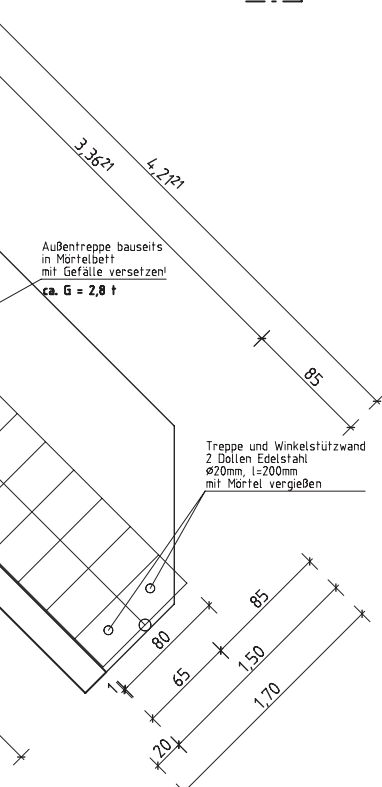 3,36²¹
4,21²¹
Außentreppe bauseits
in Mörtelbett
mit Gefälle versetzen!
ca. G = 2,8 t
85
Treppe und Winkelstützwand
2 Dollen Edelstahl
Ø20mm, l=200mm
mit Mörtel vergießen
85
80
1,50
65
1
1,70
20